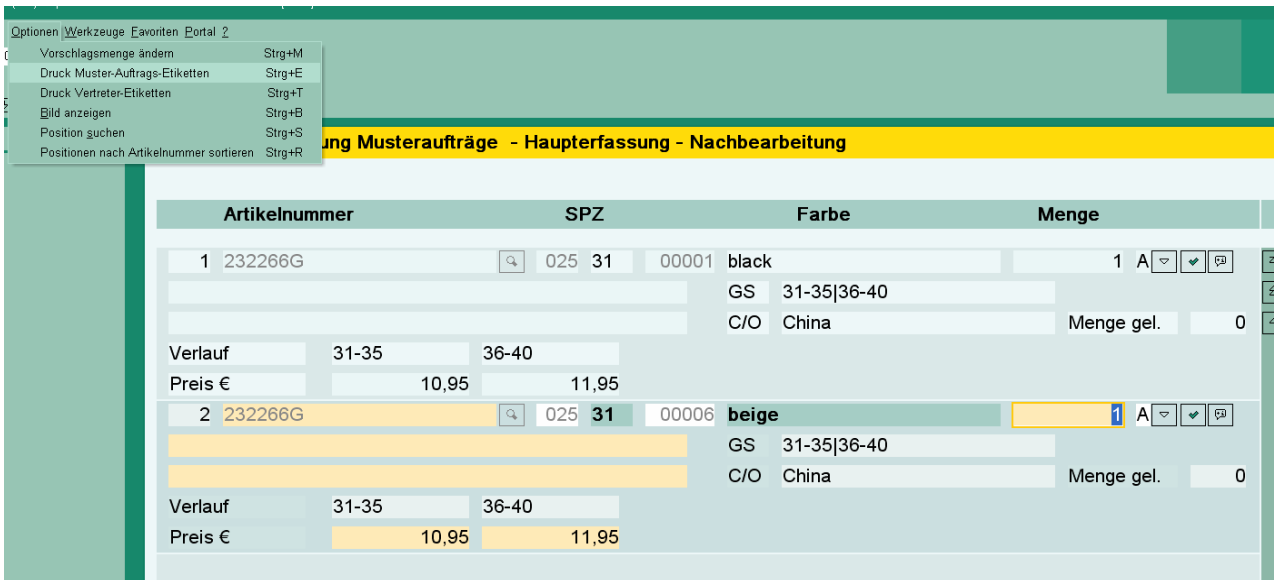 Optionen Werkzeuge Favoriten Portal ?
Vorschlagsmenge ändern Strg+M
Druck Muster-Auftrags-Etiketten Strg+E
Druck Vertreter-Etiketten Strg+T
Bild anzeigen Strg+B
Position suchen Strg+S
Positionen nach Artikelnummer sortieren Strg+R
ung Musteraufträge - Haupterfassung - Nachbearbeitung
Artikelnummer SPZ Farbe Menge
1 232266G 025 31 00001 black 1 A
GS 31-35|36-40
C/O China Menge gel. 0
Verlauf 31-35 36-40
Preis € 10,95 11,95
2 232266G 025 31 00006 beige 1 A
GS 31-35|36-40
C/O China Menge gel. 0
Verlauf 31-35 36-40
Preis € 10,95 11,95